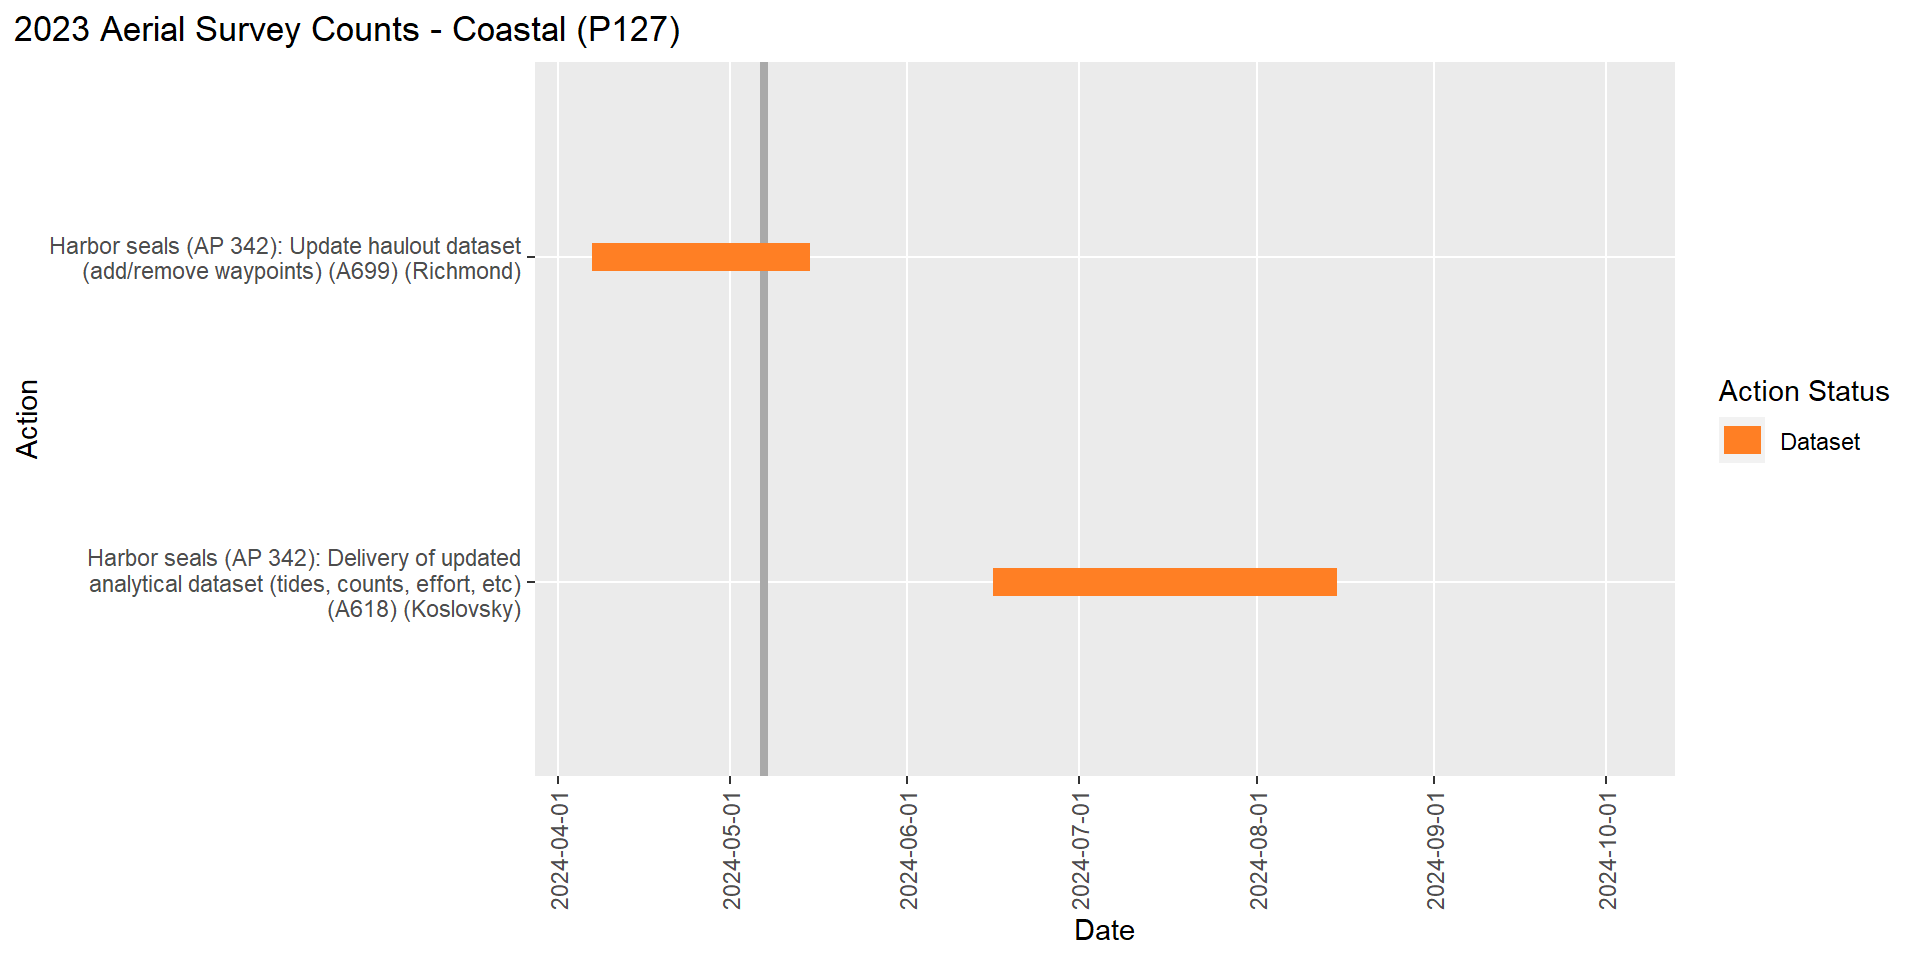 2023 Aerial Survey Counts - Coastal (P127)
Harbor seals (AP 342): Update haulout dataset
(add/remove waypoints) (A699) (Richmond)
Action
Harbor seals (AP 342): Delivery of updated
analytical dataset (tides, counts, effort, etc)
(A618) (Koslovsky)
Action Status
Dataset
2024-04-01
2024-05-01
2024-06-01
2024-07-01
2024-08-01
2024-09-01
2024-10-01
Date